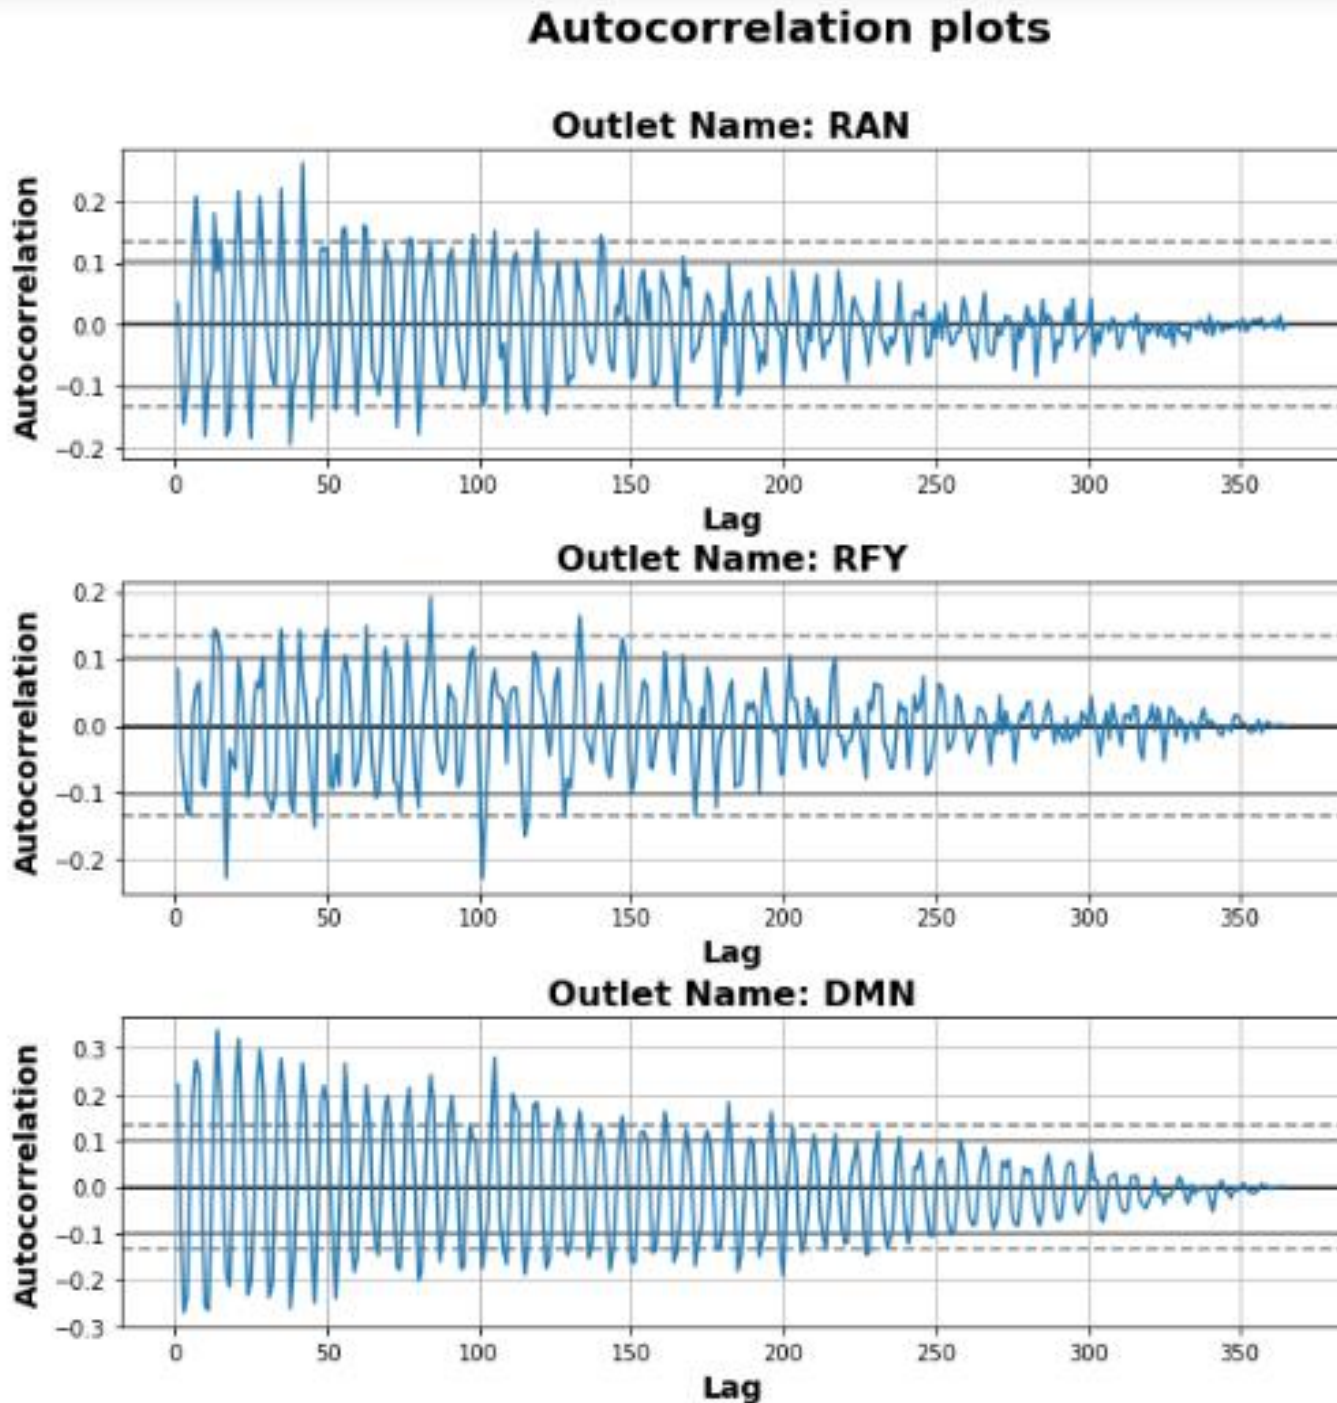 Autocorrelation plots
Outlet Name: RAN
Autocorrelation
0.2
0.1
0.0
−0.1
−0.2
0 50 100 150 200 250 300 350
Lag
Outlet Name: RFY
Autocorrelation
0.2
0.1
0.0
−0.1
−0.2
0 50 100 150 200 250 300 350
Lag
Outlet Name: DMN
Autocorrelation
0.3
0.2
0.1
0.0
−0.1
−0.2
−0.3
0 50 100 150 200 250 300 350
Lag